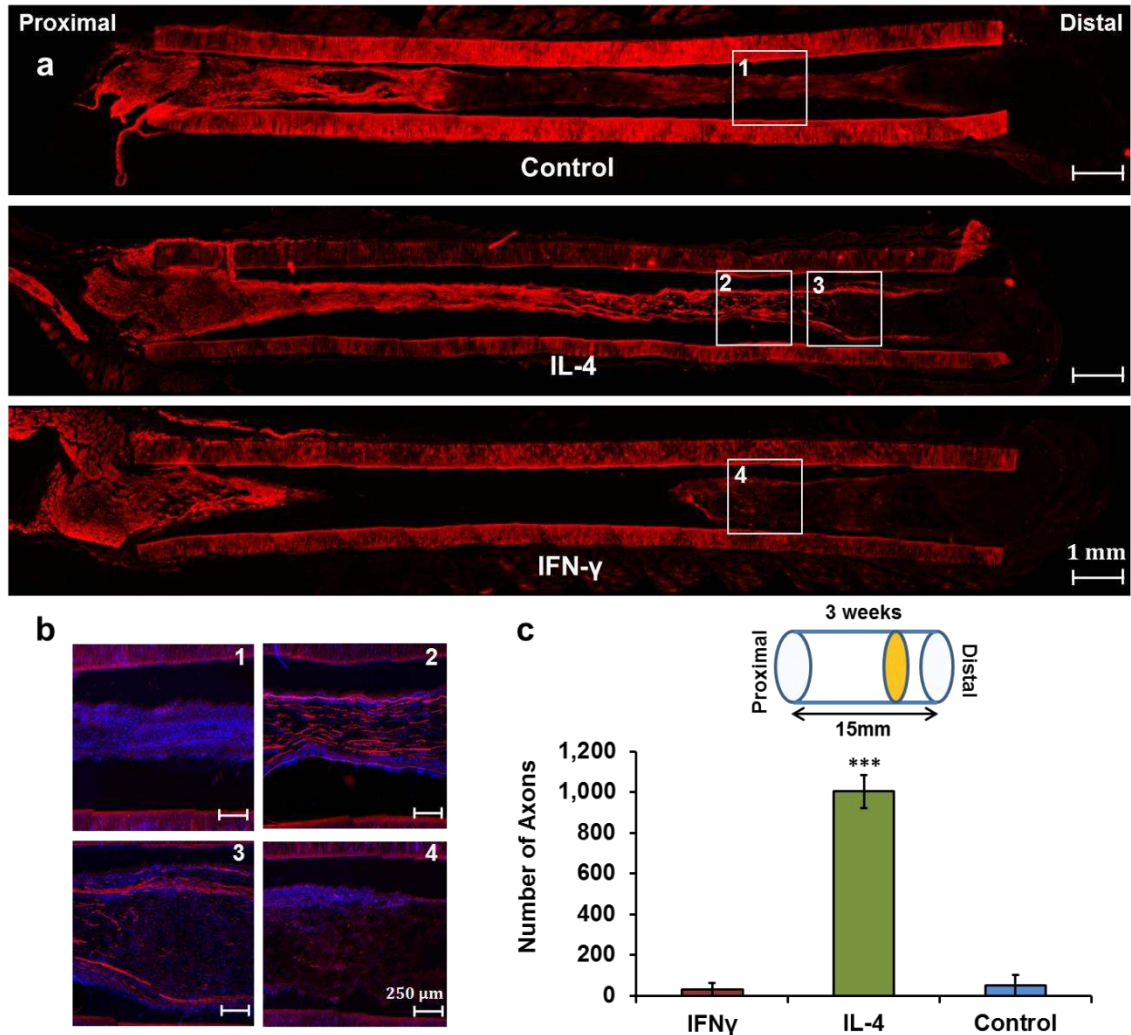 Proximal
Distal
a
1
Control
2
3
IL-4
4
IFN-γ
1 mm
b
1
2
3
4
250 µm
c
3 weeks
Proximal
Distal
15mm
Number of Axons
1,200
1,000
800
600
400
200
0
***
IFNγ
IL-4
Control